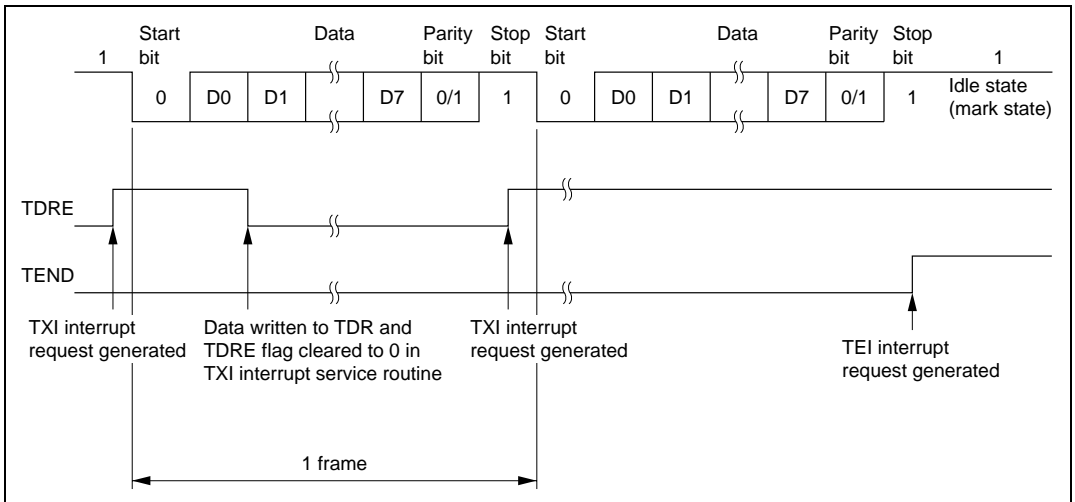 Start Data Parity Stop Start Data Parity Stop
1 bit bit bit bit bit bit 1
0 D0 D1 D7 0/1 1 0 D0 D1 D7 0/1 1 Idle state
(mark state)
TDRE
TEND
TXI interrupt Data written to TDR and TXI interrupt
request generated TDRE flag cleared to 0 in request generated
TXI interrupt service routine
TEI interrupt
request generated
1 frame